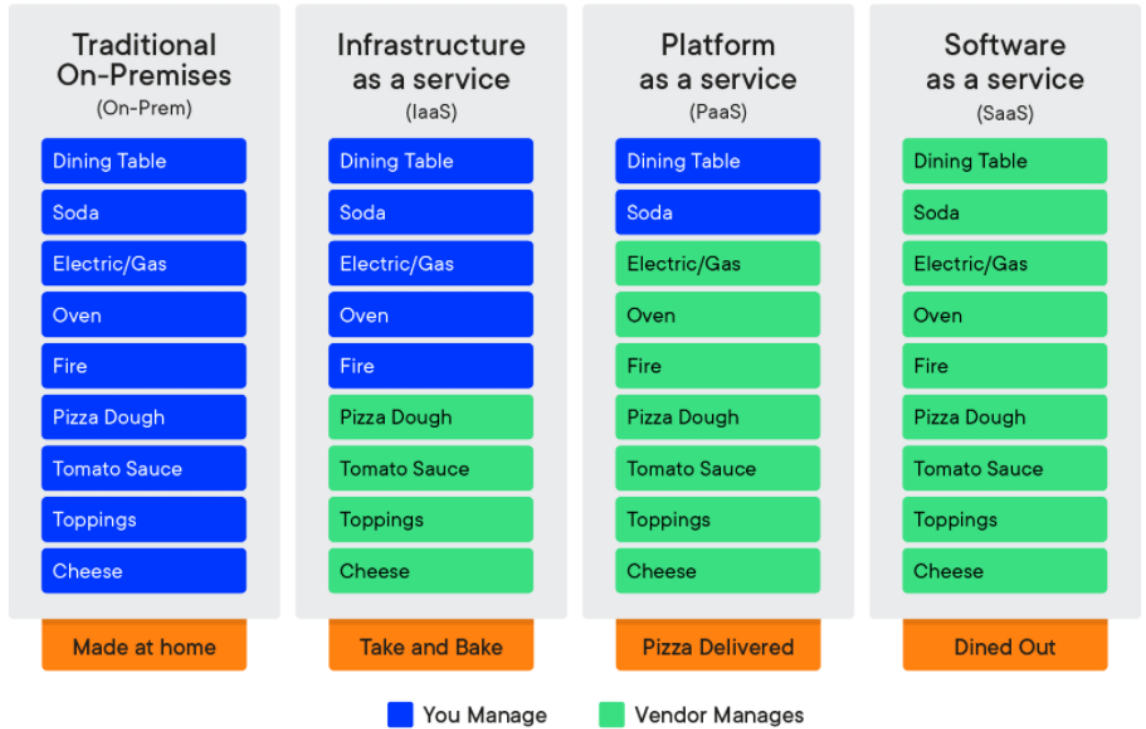 Traditional
On-Premises
(On-Prem)
Dining Table
Soda
Electric/Gas
Oven
Fire
Pizza Dough
Tomato Sauce
Toppings
Cheese
Made at home
Infrastructure
as a service
(IaaS)
Dining Table
Soda
Electric/Gas
Oven
Fire
Pizza Dough
Tomato Sauce
Toppings
Cheese
Take and Bake
Platform
as a service
(PaaS)
Dining Table
Soda
Electric/Gas
Oven
Fire
Pizza Dough
Tomato Sauce
Toppings
Cheese
Pizza Delivered
Software
as a service
(SaaS)
Dining Table
Soda
Electric/Gas
Oven
Fire
Pizza Dough
Tomato Sauce
Toppings
Cheese
Dined Out
You Manage
Vendor Manages